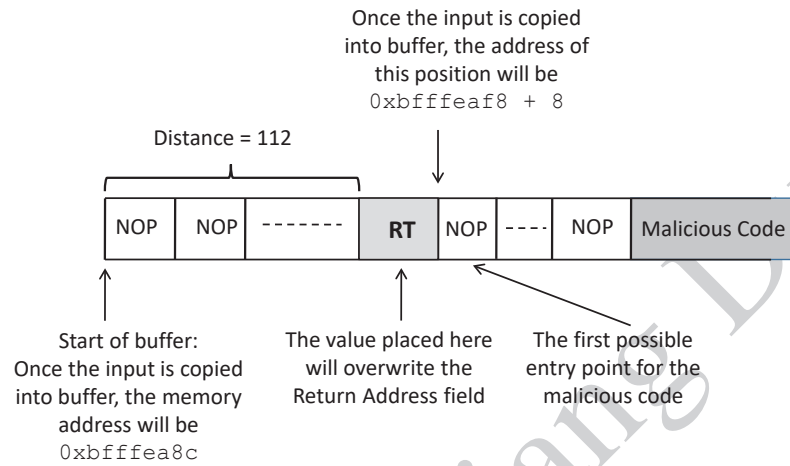 Once the input is copied
into buffer, the address of
this position will be
0xbfffeaf8 + 8
Distance = 112
NOP NOP RT NOP NOP Malicious Code
Start of buffer:
Once the input is copied
into buffer, the memory
address will be
0xbfffea8c
The value placed here
will overwrite the
Return Address field
The first possible
entry point for the
malicious code